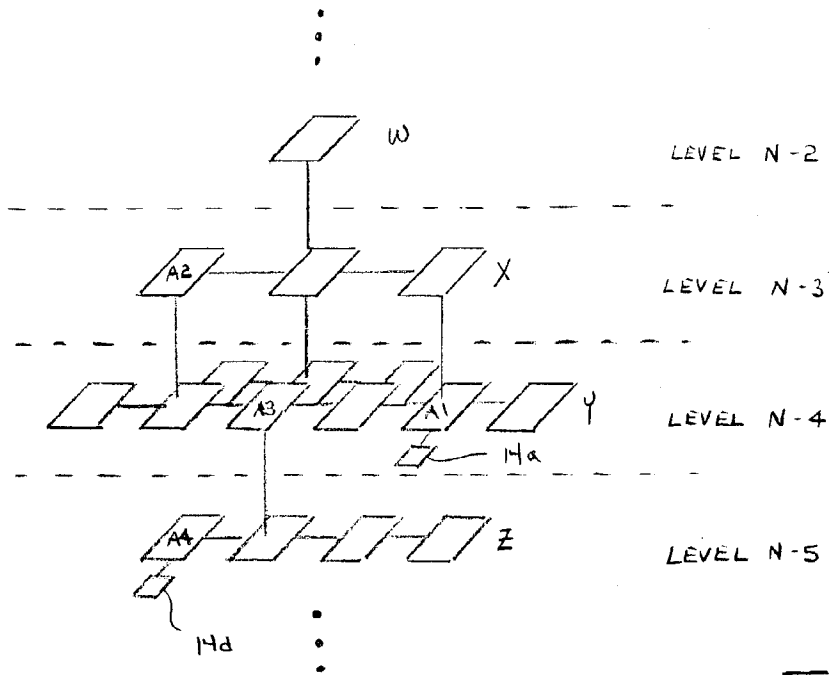 W
LEVEL N-2
A2
X
LEVEL N-3
A3
A1
Y
LEVEL N-4
14a
A4
Z
LEVEL N-5
14d